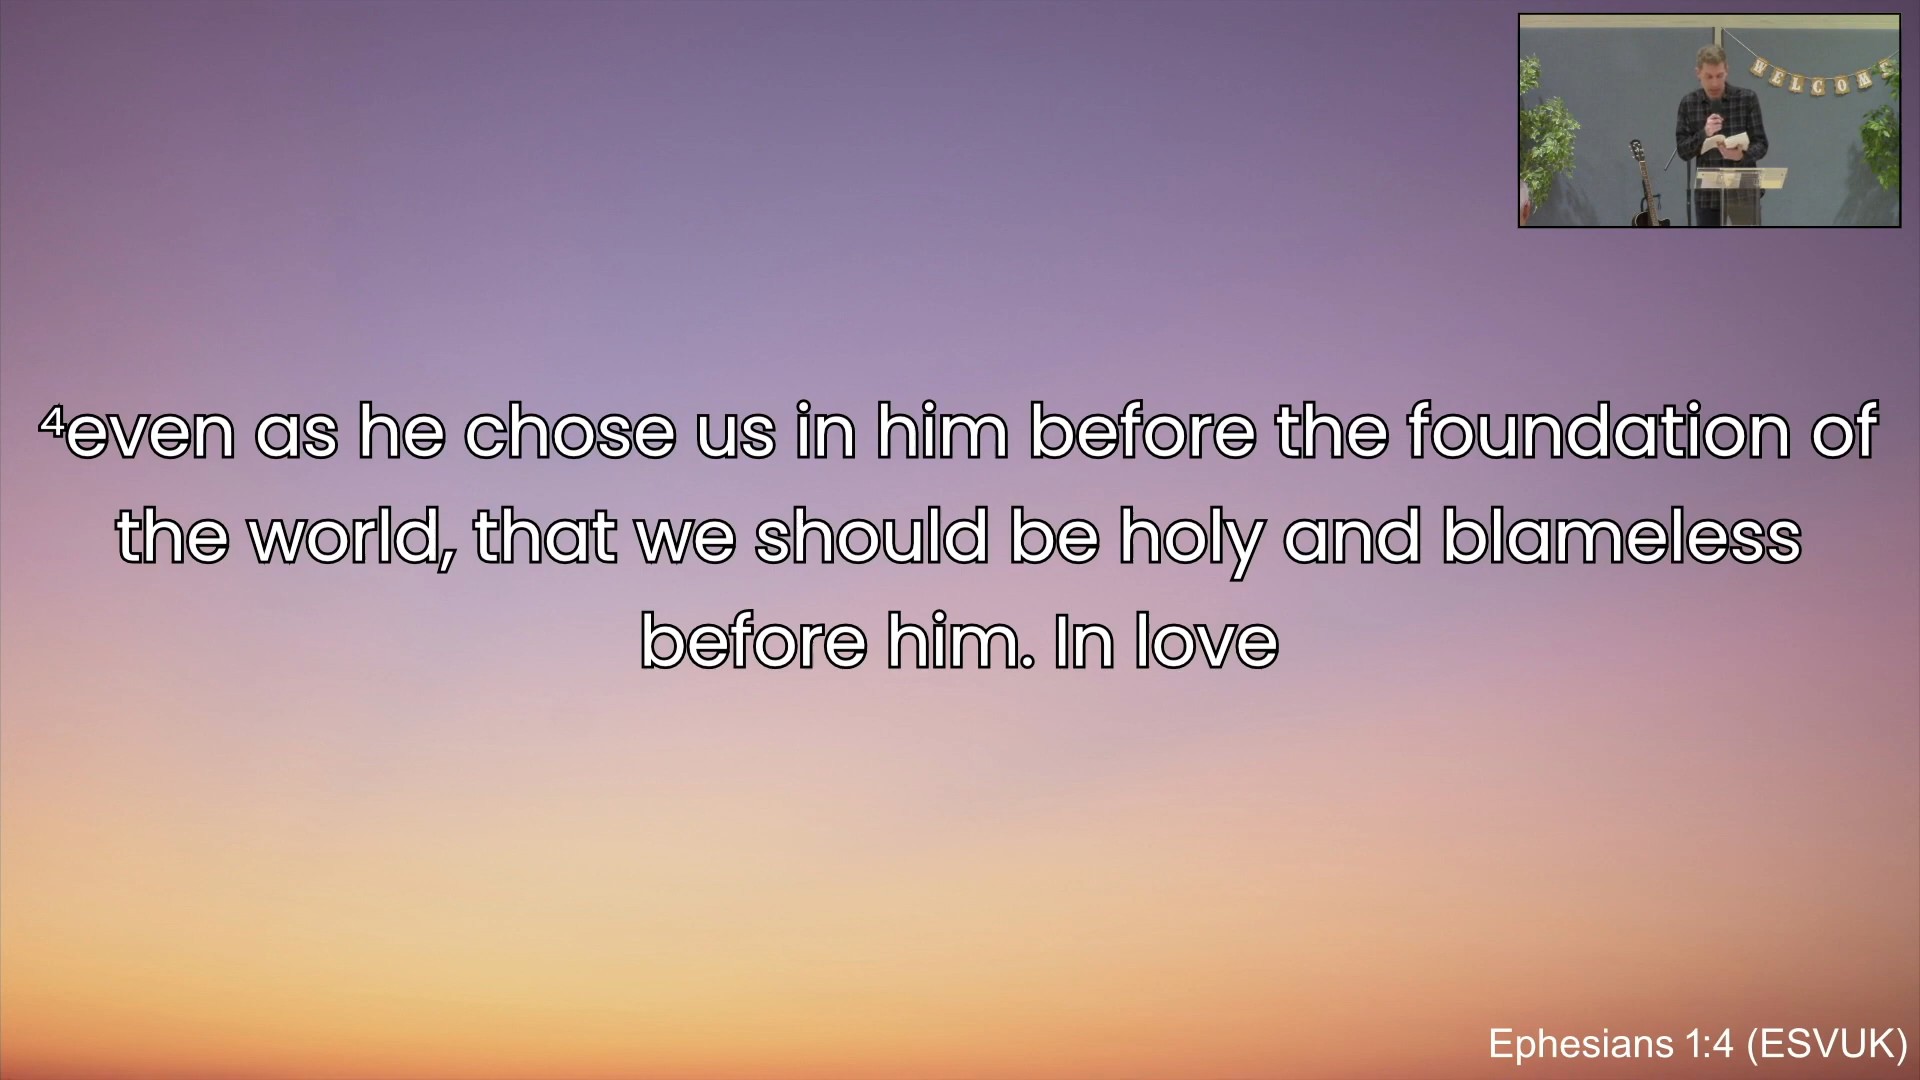 WELCOME
⁴even as he chose us in him before the foundation of
the world, that we should be holy and blameless
before him. In love
Ephesians 1:4 (ESVUK)